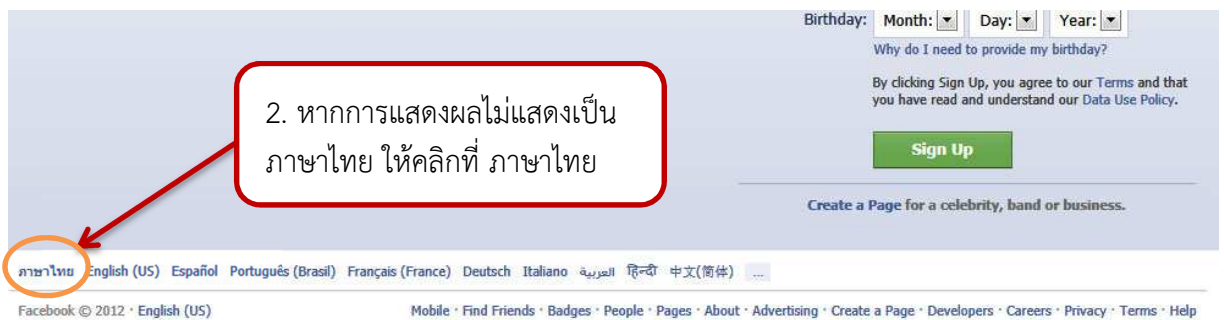 Birthday: Month: Day: Year:
Why do I need to provide my birthday?
By clicking Sign Up, you agree to our Terms and that
you have read and understand our Data Use Policy.
2. หากการแสดงผลไม่แสดงเป็น
ภาษาไทย ให้คลิกที่ ภาษาไทย
Sign Up
Create a Page for a celebrity, band or business.
ภาษาไทย English (US) Español Português (Brasil) Français (France) Deutsch Italiano العربية हिन्दी 中文(简体) ...
Facebook © 2012 · English (US) Mobile · Find Friends · Badges · People · Pages · About · Advertising · Create a Page · Developers · Careers · Privacy · Terms · Help